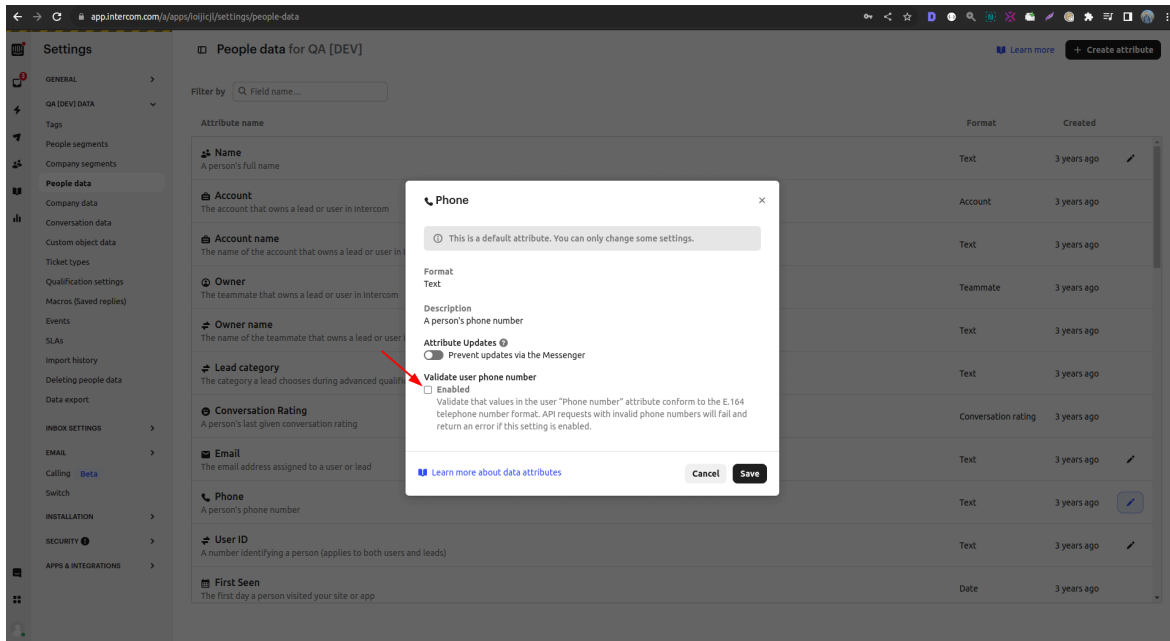 app.intercom.com/a/apps/loijicjl/settings/people-data
Settings
People data for QA [DEV]
Learn more
+ Create attribute
GENERAL
QA [DEV] DATA
Tags
People segments
Company segments
People data
Company data
Conversation data
Custom object data
Ticket types
Qualification settings
Macros (Saved replies)
Events
SLAs
Import history
Deleting people data
Data export
INBOX SETTINGS
EMAIL
Calling Beta
Switch
INSTALLATION
SECURITY
APPS & INTEGRATIONS
3
Filter by
Field name...
Attribute name Format Created
Name Text 3 years ago
A person's full name
Account Account 3 years ago
The account that owns a lead or user in Intercom
Account name Text 3 years ago
The name of the account that owns a lead or user in
Owner Teammate 3 years ago
The teammate that owns a lead or user in Intercom
Owner name Text 3 years ago
The name of the teammate that owns a lead or user
Lead category Text 3 years ago
The category a lead chooses during advanced
Conversation Rating Conversation rating 3 years ago
A person's last given conversation rating
Email Text 3 years ago
The email address assigned to a user or lead
Phone Text 3 years ago
A person's phone number
User ID Text 3 years ago
A number identifying a person (applies to both users and leads)
First Seen Date 3 years ago
The first day a person visited your site or app
Phone
This is a default attribute. You can only change some settings.
Format
Text
Description
A person's phone number
Attribute Updates
Prevent updates via the Messenger
Validate user phone number
Enabled
Validate that values in the user "Phone number" attribute conform to the E.164
telephone number format. API requests with invalid phone numbers will fail and
return an error if this setting is enabled.
Learn more about data attributes
Cancel
Save